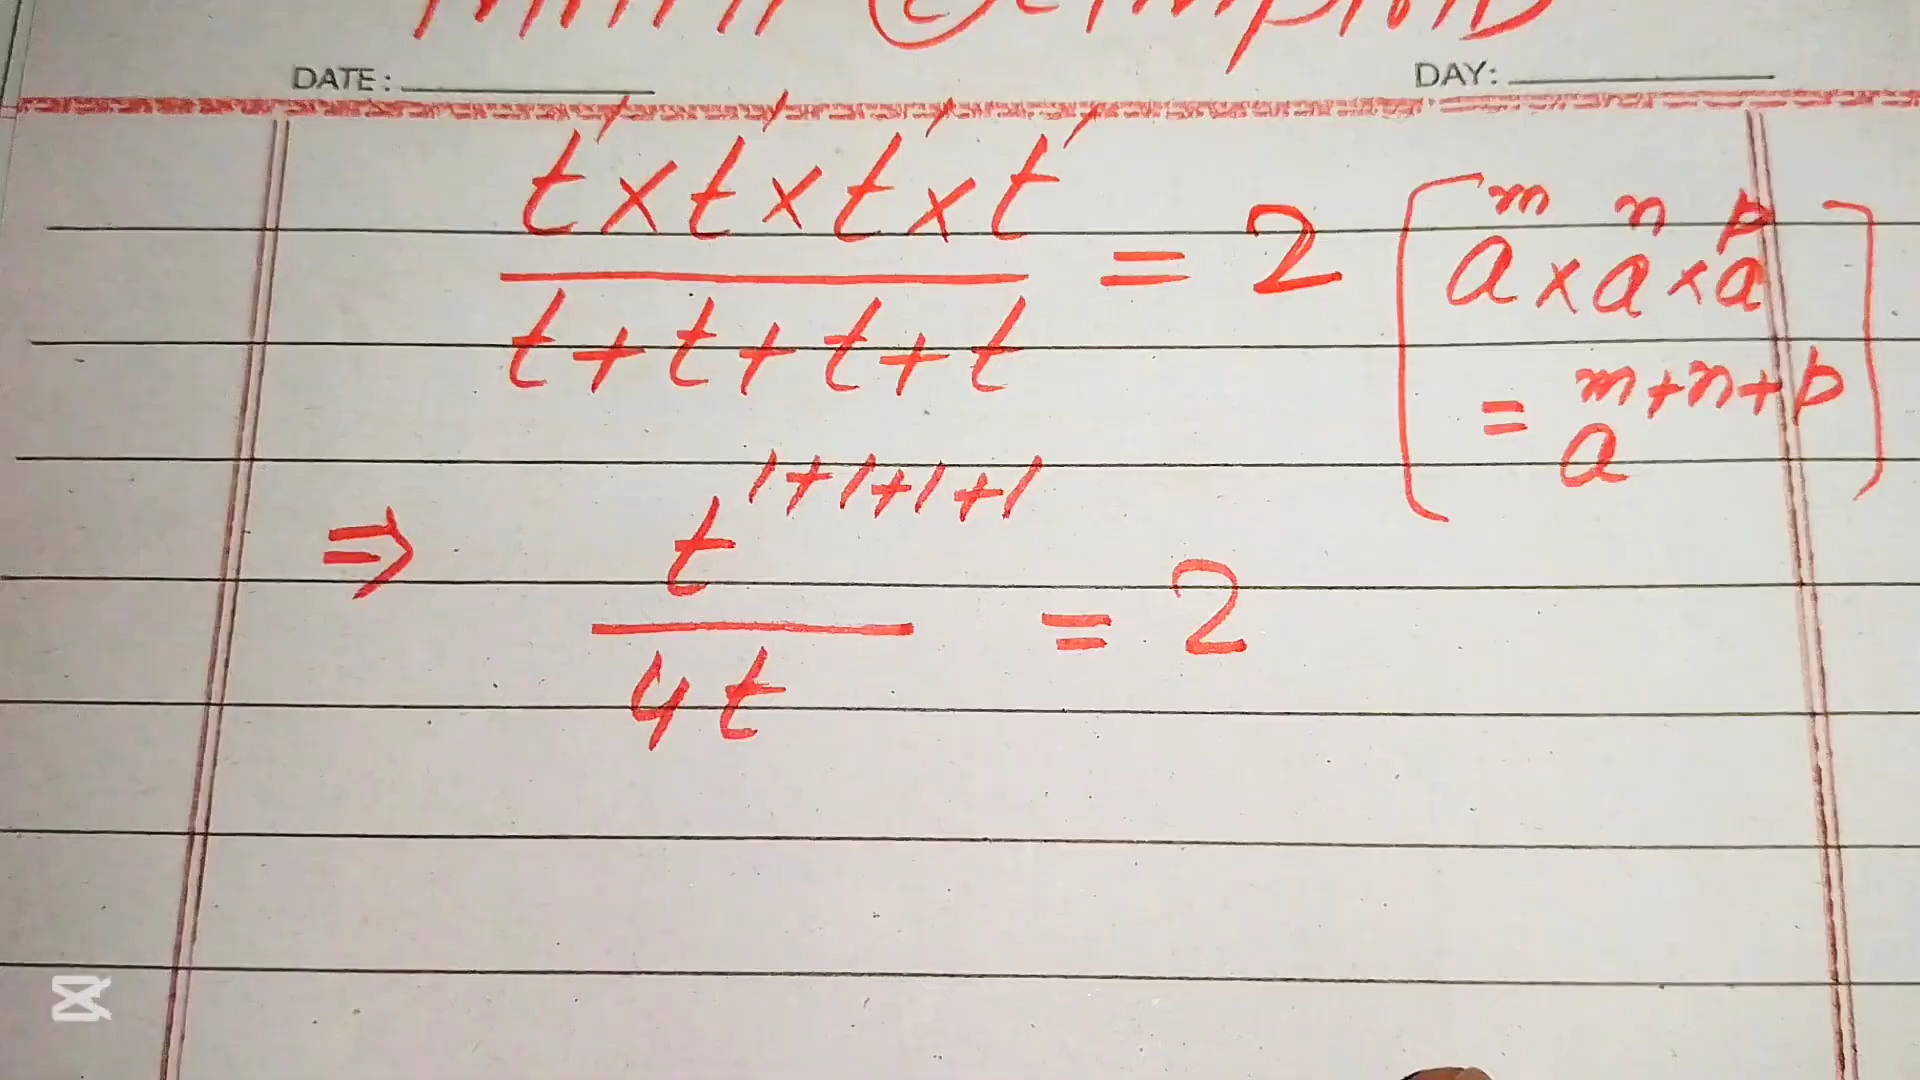 DATE: DAY:
t¹ × t¹ × t¹ × t¹
t + t + t + t
= 2
[aᵐ × aⁿ × aᵖ
= aᵐ⁺ⁿ⁺ᵖ]
⇒ t¹⁺¹⁺¹⁺¹
4t
= 2